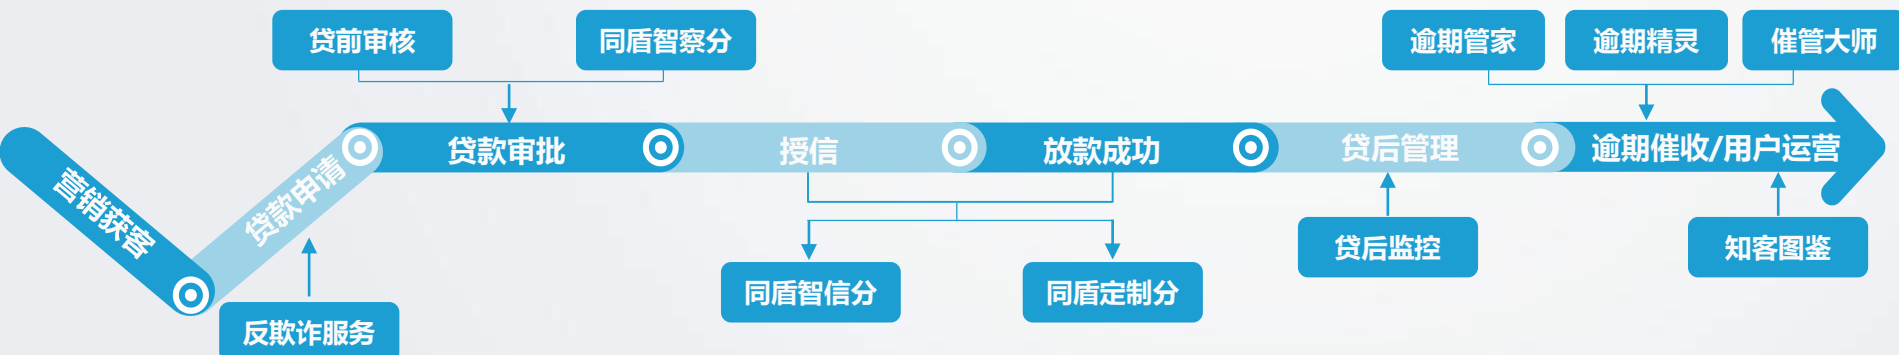 贷前审核
同盾智察分
逾期管家
逾期精灵
催管大师
营销获客
贷款申请
贷款审批
授信
放款成功
贷后管理
逾期催收/用户运营
反欺诈服务
同盾智信分
同盾定制分
贷后监控
知客图鉴